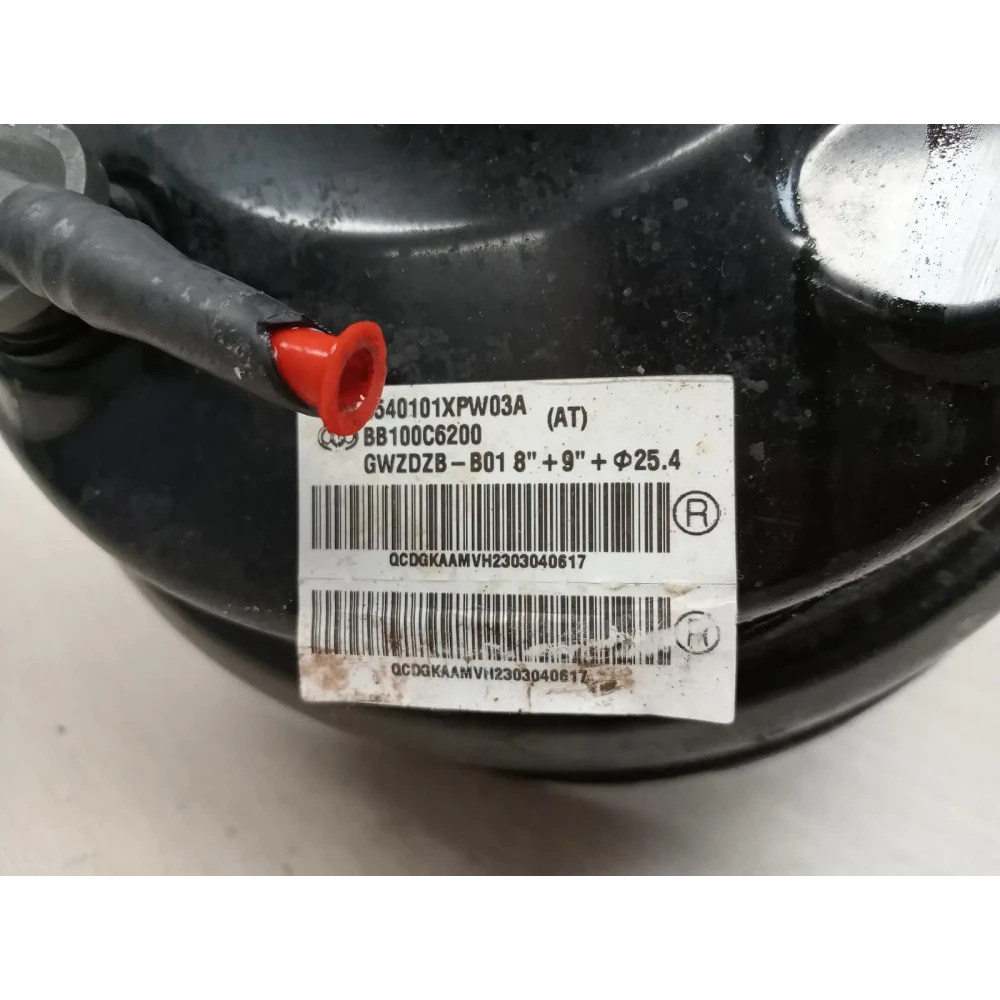 540101XPW03A (AT)
BB100C6200
GWZDZB-B01 8"+9"+Φ25.4
R
QCDGKAAMVH2303040617
R
QCDGKAAMVH2303040617